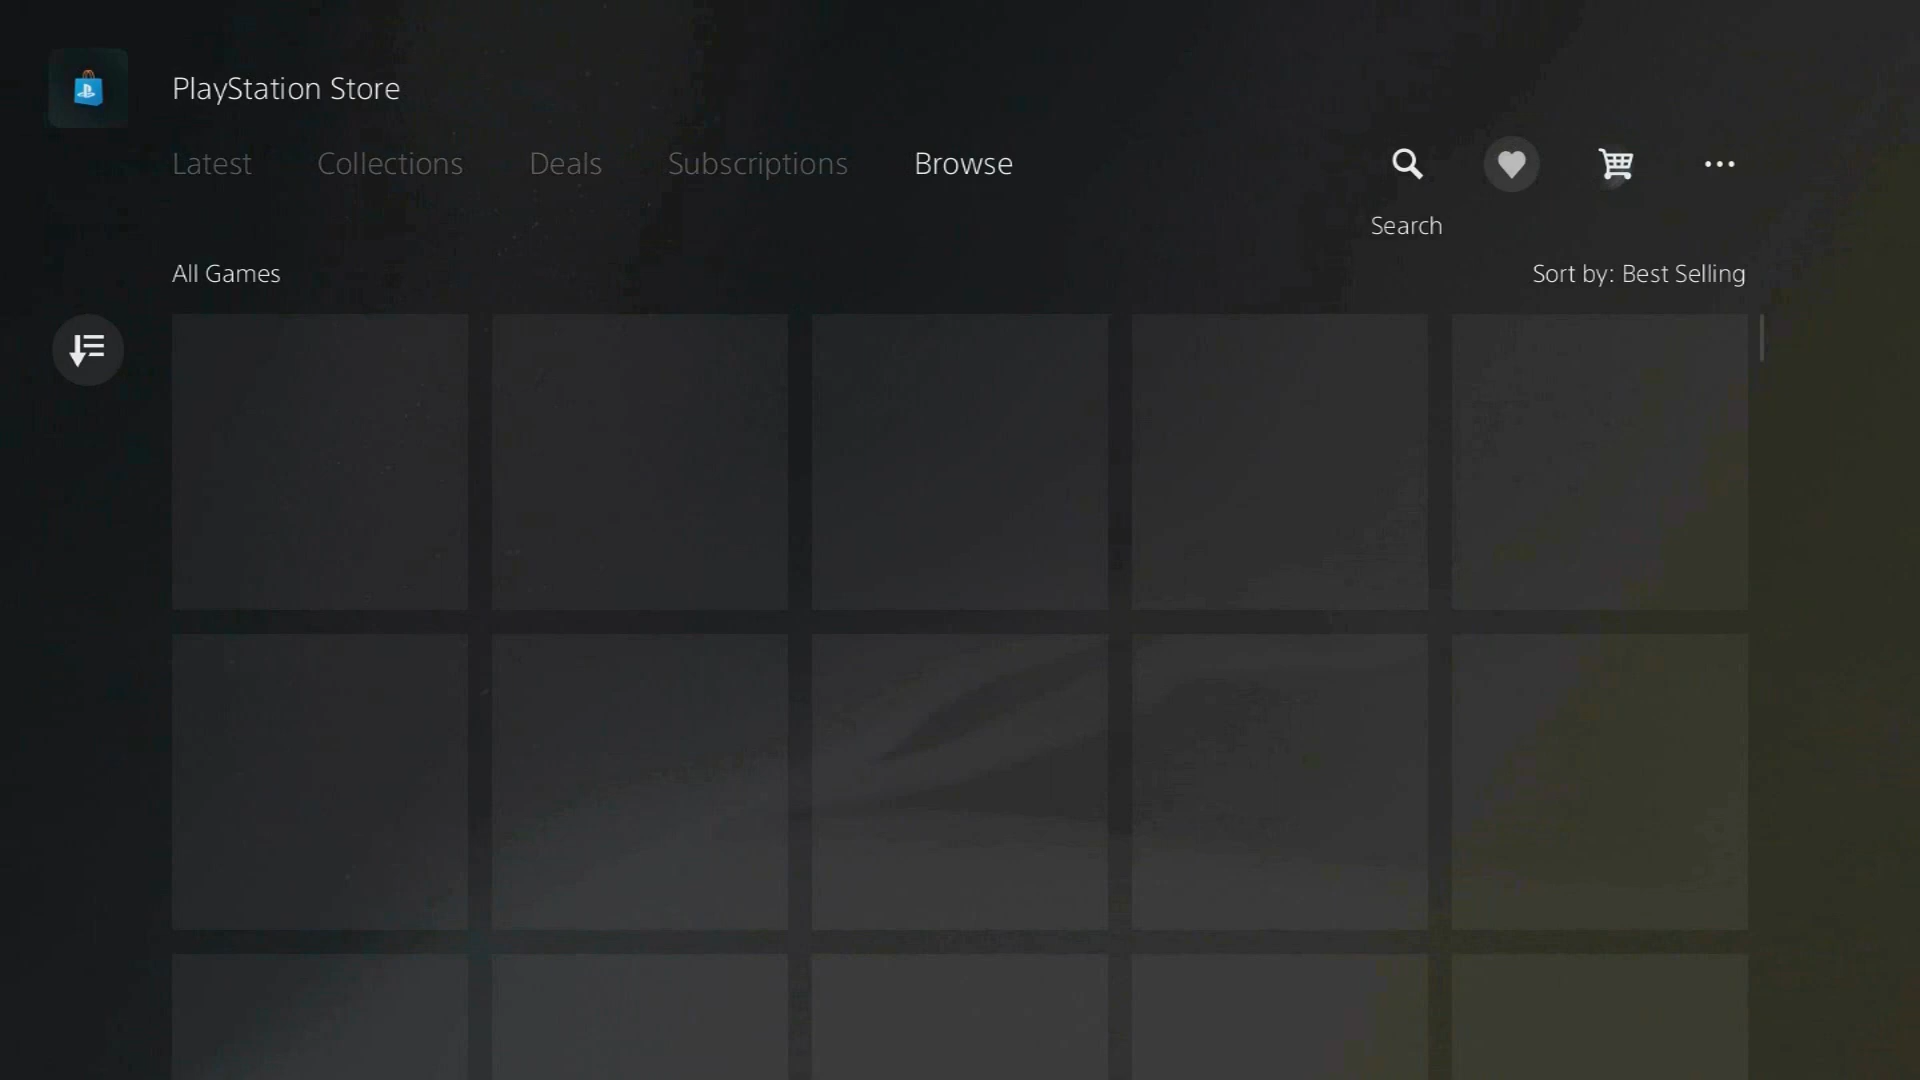 PlayStation Store
Latest Collections Deals Subscriptions Browse
Search
All Games
Sort by: Best Selling